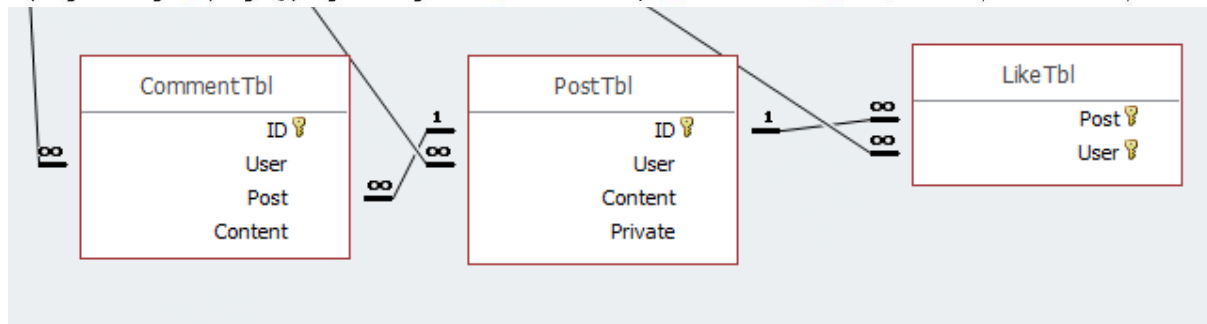 CommentTbl
ID
User
Post
Content
∞
∞
1
∞
PostTbl
ID
User
Content
Private
1
∞
∞
LikeTbl
Post
User